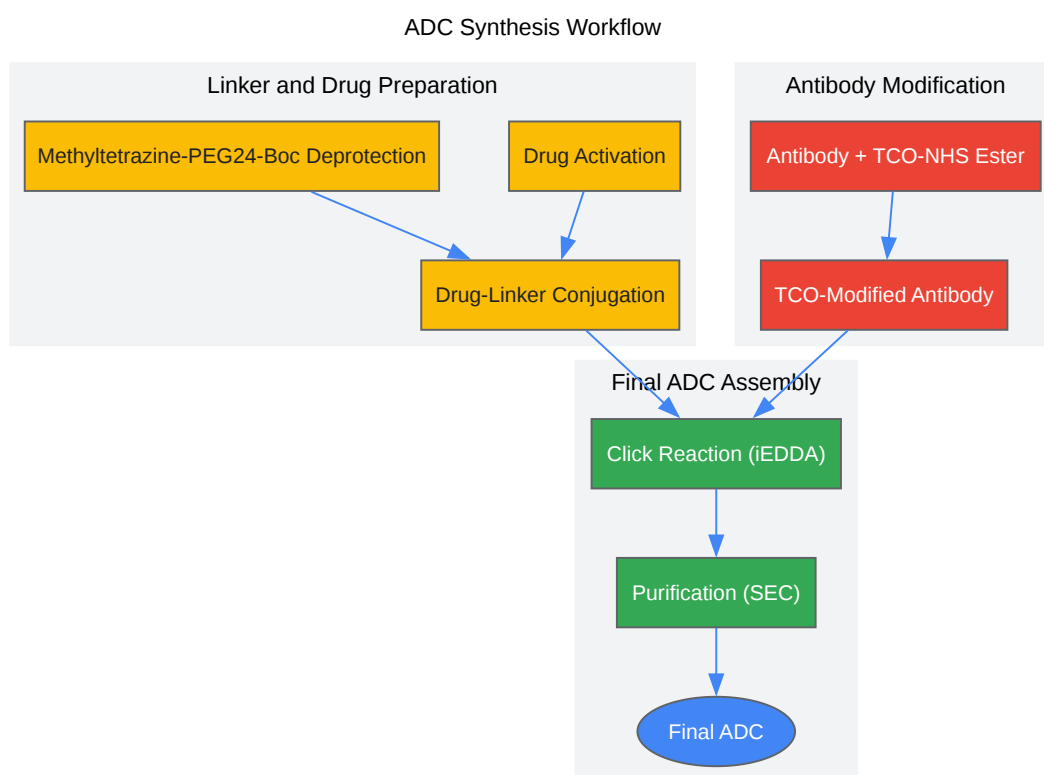 ADC Synthesis Workflow
Linker and Drug Preparation
Antibody Modification
Methyltetrazine-PEG24-Boc Deprotection
Drug Activation
Antibody + TCO-NHS Ester
Drug-Linker Conjugation
TCO-Modified Antibody
Final ADC Assembly
Click Reaction (iEDDA)
Purification (SEC)
Final ADC